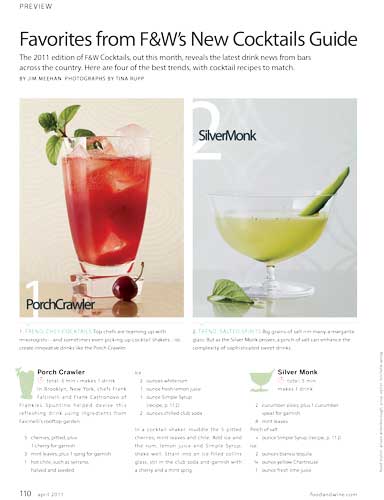 PREVIEW
Favorites from F&W's New Cocktails Guide
The 2011 edition of F&W Cocktails, out this month, reveals the latest drink news from bars
across the country. Here are four of the best trends, with cocktail recipes to match.
BY JIM MEEHAN PHOTOGRAPHS BY TINA RUPP
1
PorchCrawler
2
SilverMonk
1. TREND: CHEF COCKTAILS Top chefs are teaming up with
mixologists—and sometimes even picking up cocktail shakers—to
create innovative drinks like the Porch Crawler.
2. TREND: SALTED SPIRITS Big grains of salt rim many a margarita
glass. But as the Silver Monk proves, a pinch of salt can enhance the
complexity of sophisticated sweet drinks.
Porch Crawler
total: 5 min • makes 1 drink
In Brooklyn, New York, chefs Frank
Falcinelli and Frank Castronovo of
Frankies Spuntino helped devise this
refreshing drink using ingredients from
Falcinelli's rooftop garden.
5 cherries, pitted, plus
1 cherry for garnish
3 mint leaves, plus 1 sprig for garnish
1 hot chile, such as serrano,
halved and seeded
Ice
2 ounces white rum
1 ounce fresh lemon juice
1 ounce Simple Syrup
(recipe, p. 112)
2 ounces chilled club soda
In a cocktail shaker, muddle the 5 pitted
cherries, mint leaves and chile. Add ice and
the rum, lemon juice and Simple Syrup;
shake well. Strain into an ice-filled collins
glass, stir in the club soda and garnish with
a cherry and a mint sprig.
Silver Monk
total: 5 min
makes 1 drink
2 cucumber slices, plus 1 cucumber
spear for garnish
8 mint leaves
Pinch of salt
¾ ounce Simple Syrup (recipe, p. 112)
Ice
2 ounces blanco tequila
¾ ounce yellow Chartreuse
1 ounce fresh lime juice
110 april 2011
foodandwine.com